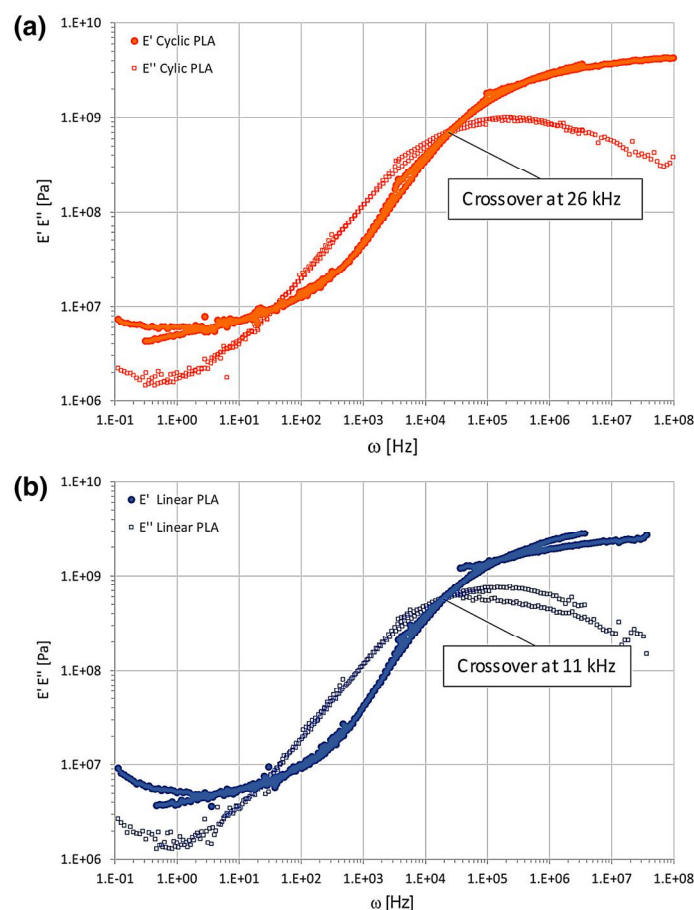 (a)
1.E+10
E' Cyclic PLA
E'' Cylic PLA
1.E+09
Crossover at 26 kHz
1.E+08
E' E'' [Pa]
1.E+07
1.E+06
1.E-01 1.E+00 1.E+01 1.E+02 1.E+03 1.E+04 1.E+05 1.E+06 1.E+07 1.E+08
ω [Hz]
(b)
1.E+10
E' Linear PLA
E'' Linear PLA
1.E+09
Crossover at 11 kHz
1.E+08
E' E'' [Pa]
1.E+07
1.E+06
1.E-01 1.E+00 1.E+01 1.E+02 1.E+03 1.E+04 1.E+05 1.E+06 1.E+07 1.E+08
ω [Hz]